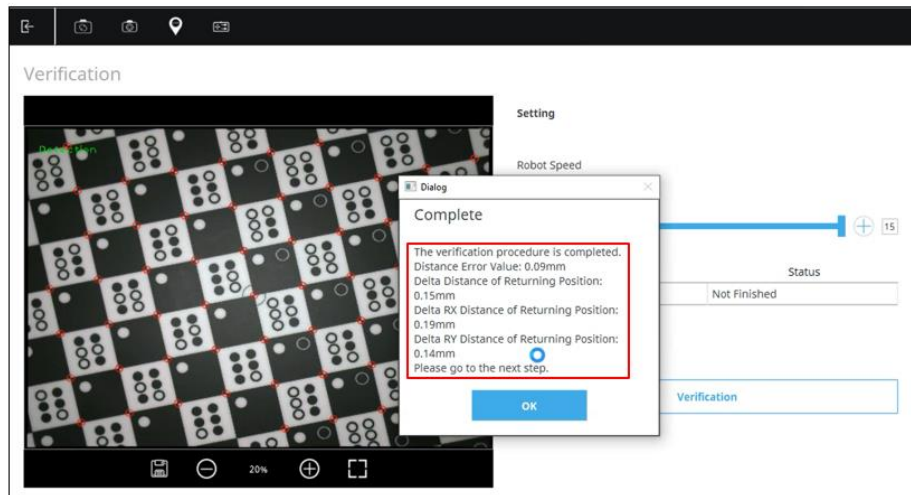 Verification
Detection
Setting
Robot Speed
15
Status
Not Finished
Verification
Dialog
Complete
The verification procedure is completed.
Distance Error Value: 0.09mm
Delta Distance of Returning Position:
0.15mm
Delta RX Distance of Returning Position:
0.19mm
Delta RY Distance of Returning Position:
0.14mm
Please go to the next step.
OK
20%